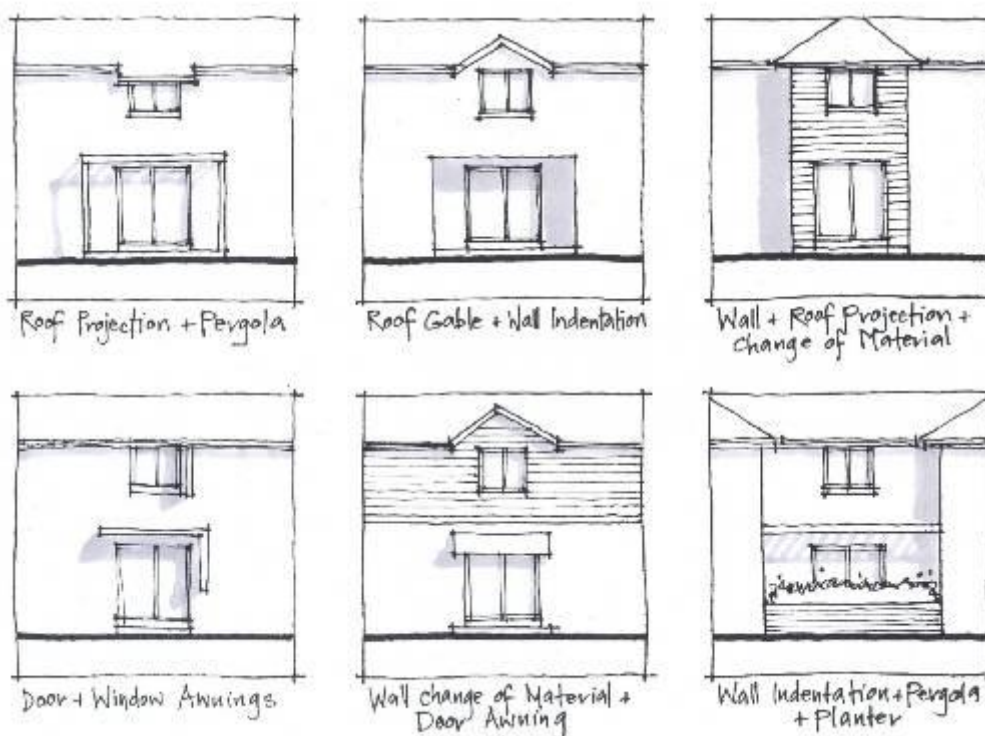 Roof Projection + Pergola
Roof Gable + Wall Indentation
Wall + Roof Projection +
Change of Material
Door + Window Awnings
Wall Change of Material +
Door Awning
Wall Indentation + Pergola
+ Planter